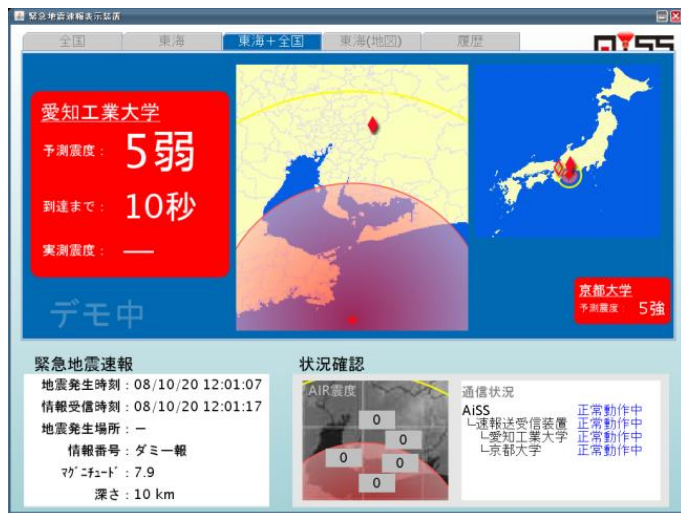 緊急地震速報表示装置
全国 東海 東海+全国 東海(地図) 履歴
AiSS
愛知工業大学
予測震度： 5弱
到達まで： 10秒
実測震度： —
デモ中
京都大学
予測震度： 5強
緊急地震速報
地震発生時刻：08/10/20 12:01:07
情報受信時刻：08/10/20 12:01:17
地震発生場所：—
情報番号：ダミー報
マグニチュード：7.9
深さ：10 km
状況確認
AIR震度
0
0
0
0
0
通信状況
AiSS 正常動作中
└速報送受信装置 正常動作中
└愛知工業大学 正常動作中
└京都大学 正常動作中